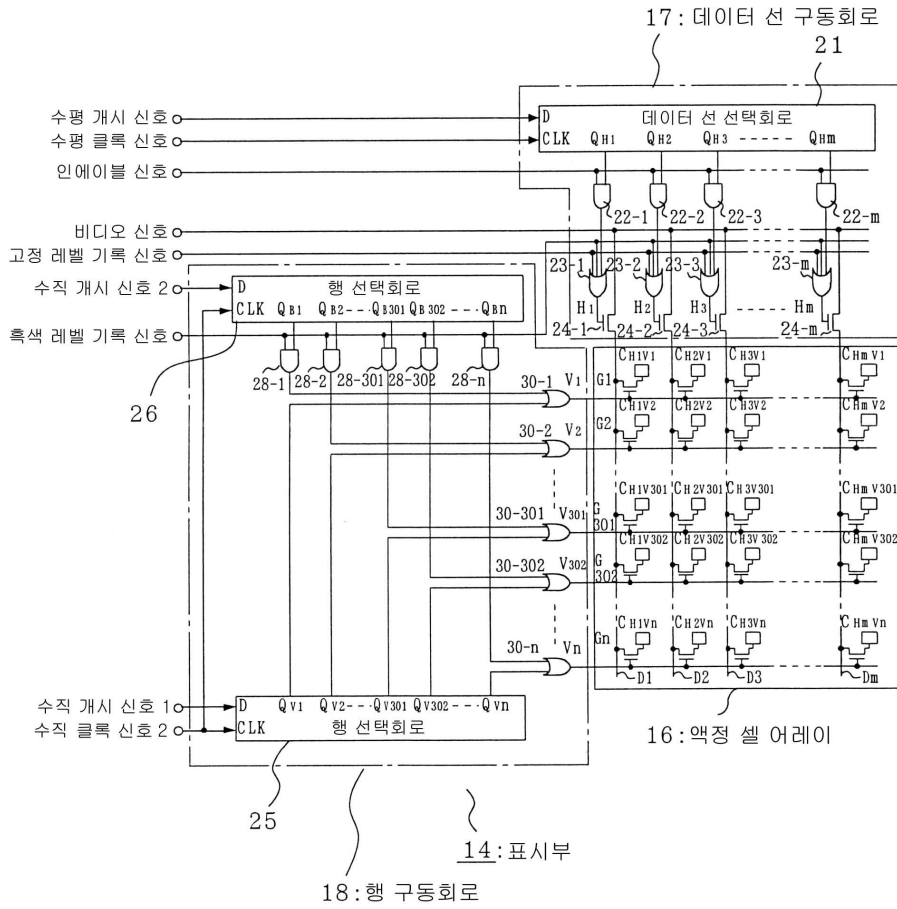 17:데이터 선 구동회로
21
수평 개시 신호
D
데이터 선 선택회로
수평 클록 신호
CLK QH1 QH2 QH3 ----- QHm
인에이블 신호
22-1 22-2 22-3 22-m
비디오 신호
고정 레벨 기록 신호
23-1 23-2 23-3 23-m
수직 개시 신호 2
D
행 선택회로
CLK QB1 QB2 --- QB301 QB302 --- QBn
H1 H2 H3 Hm
흑색 레벨 기록 신호
24-1 24-2 24-3 24-m
28-1 28-2 28-301 28-302 28-n
26
30-1 V1 G1 CH1V1 CH2V1 CH3V1 CHmV1
30-2 V2 G2 CH1V2 CH2V2 CH3V2 CHmV2
30-301 V301 G301 CH1V301 CH2V301 CH3V301 CHmV301
30-302 V302 G302 CH1V302 CH2V302 CH3V302 CHmV302
30-n Vn Gn CH1Vn CH2Vn CH3Vn CHmVn
D1 D2 D3 Dm
수직 개시 신호 1
D QV1 QV2 --- QV301 QV302 --- QVn
수직 클록 신호 2
CLK
행 선택회로
16:액정 셀 어레이
25
14:표시부
18:행 구동회로